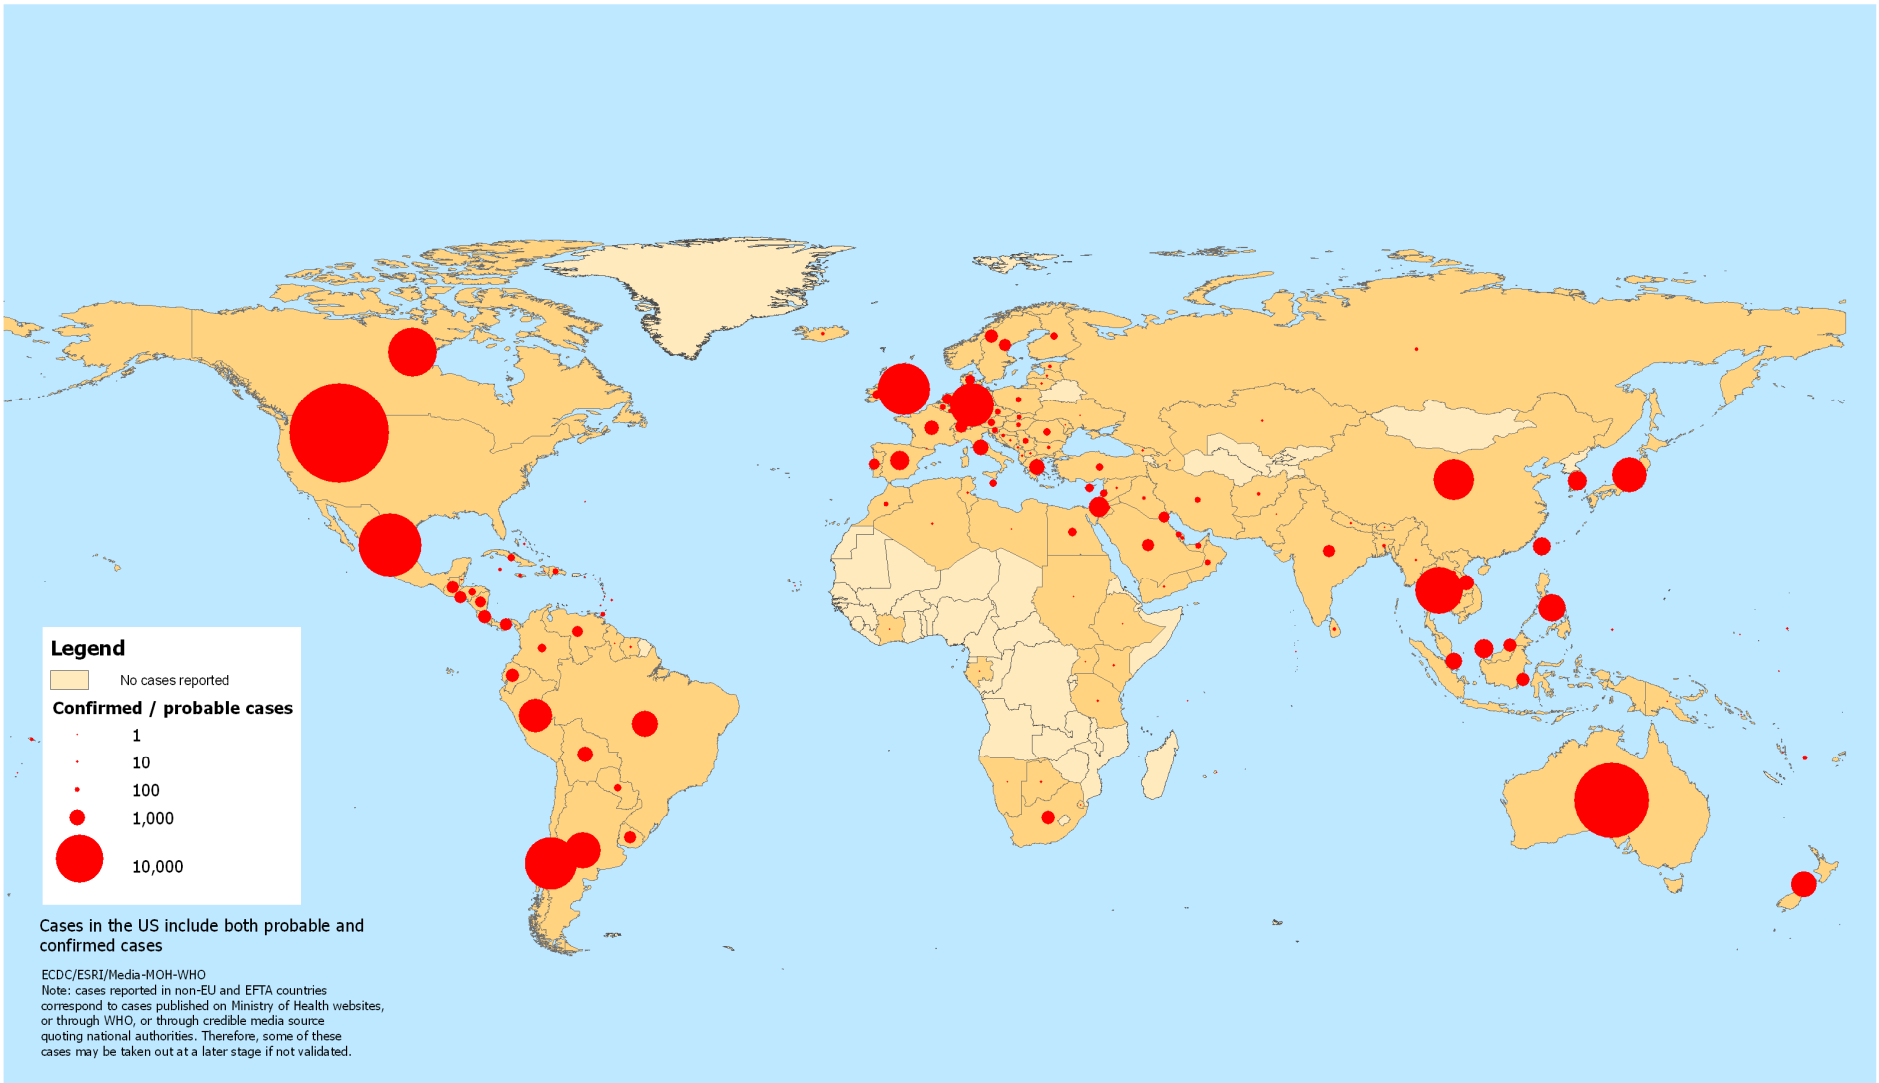 Legend
No cases reported
Confirmed / probable cases
1
10
100
1,000
10,000
Cases in the US include both probable and
confirmed cases
ECDC/ESRI/Media-MOH-WHO
Note: cases reported in non-EU and EFTA countries
correspond to cases published on Ministry of Health websites,
or through WHO, or through credible media source
quoting national authorities. Therefore, some of these
cases may be taken out at a later stage if not validated.